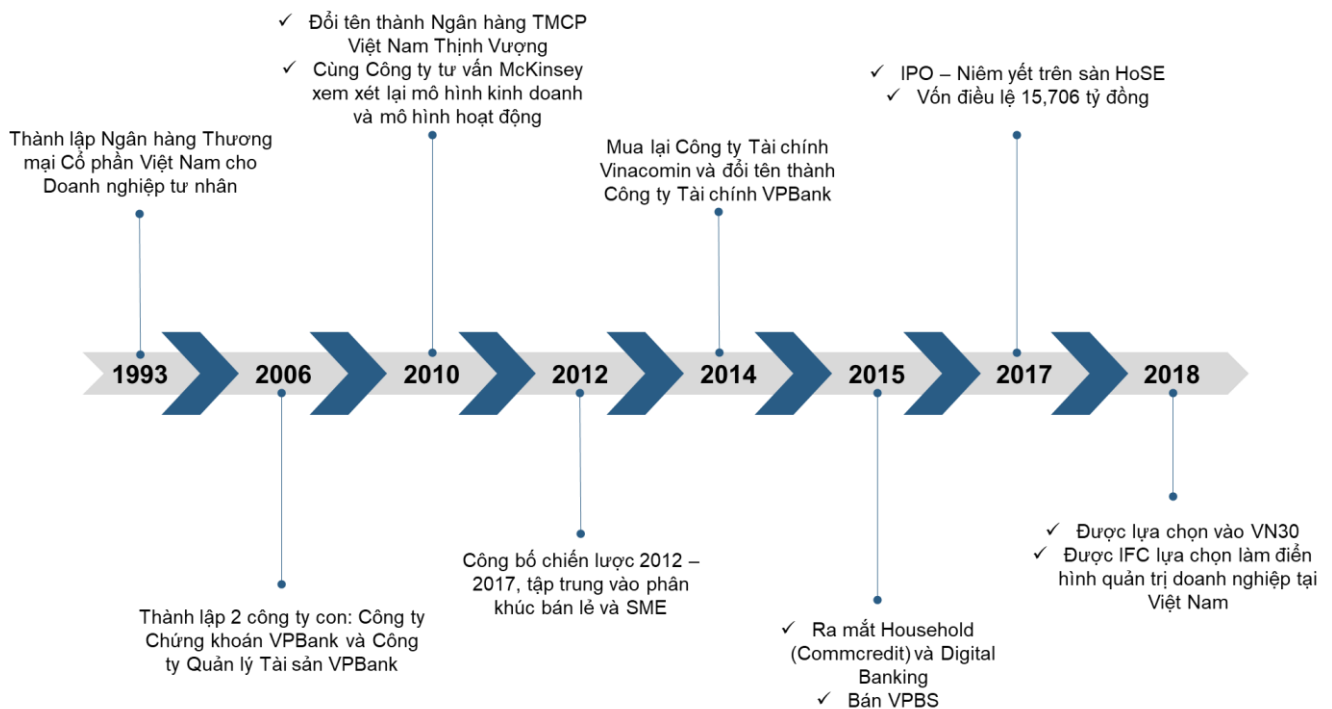 ✓ Đổi tên thành Ngân hàng TMCP
Việt Nam Thịnh Vượng
✓ Cùng Công ty tư vấn McKinsey
xem xét lại mô hình kinh doanh
và mô hình hoạt động
✓ IPO – Niêm yết trên sàn HoSE
✓ Vốn điều lệ 15,706 tỷ đồng
Thành lập Ngân hàng Thương
mại Cổ phần Việt Nam cho
Doanh nghiệp tư nhân
Mua lại Công ty Tài chính
Vinacomin và đổi tên thành
Công ty Tài chính VPBank
1993 2006 2010 2012 2014 2015 2017 2018
Thành lập 2 công ty con: Công ty
Chứng khoán VPBank và Công
ty Quản lý Tài sản VPBank
Công bố chiến lược 2012 –
2017, tập trung vào phân
khúc bán lẻ và SME
✓ Ra mắt Household
(Commcredit) và Digital
Banking
✓ Bán VPBS
✓ Được lựa chọn vào VN30
✓ Được IFC lựa chọn làm điển
hình quản trị doanh nghiệp tại
Việt Nam